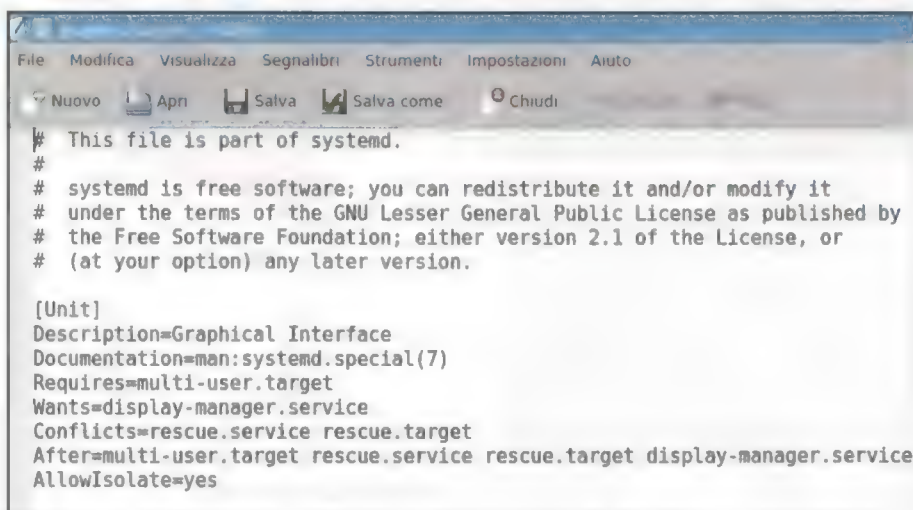 File Modifica Visualizza Segnalibri Strumenti Impostazioni Aiuto
Nuovo Apri Salva Salva come Chiudi
# This file is part of systemd.
#
# systemd is free software; you can redistribute it and/or modify it
# under the terms of the GNU Lesser General Public License as published by
# the Free Software Foundation; either version 2.1 of the License, or
# (at your option) any later version.
[Unit]
Description=Graphical Interface
Documentation=man:systemd.special(7)
Requires=multi-user.target
Wants=display-manager.service
Conflicts=rescue.service rescue.target
After=multi-user.target rescue.service rescue.target display-manager.service
AllowIsolate=yes